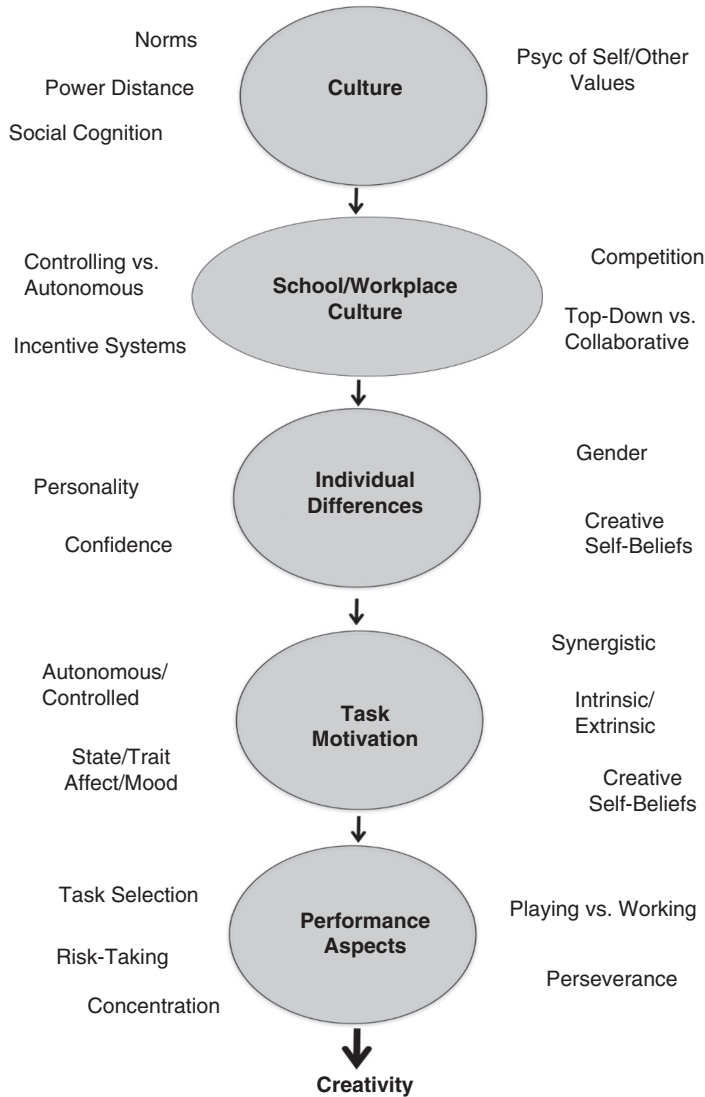 Norms
Power Distance
Social Cognition
Culture
Psyc of Self/Other
Values
Controlling vs.
Autonomous
Incentive Systems
School/Workplace
Culture
Competition
Top-Down vs.
Collaborative
Personality
Confidence
Individual
Differences
Gender
Creative
Self-Beliefs
Autonomous/
Controlled
State/Trait
Affect/Mood
Task
Motivation
Synergistic
Intrinsic/
Extrinsic
Creative
Self-Beliefs
Task Selection
Risk-Taking
Concentration
Performance
Aspects
Playing vs. Working
Perseverance
Creativity